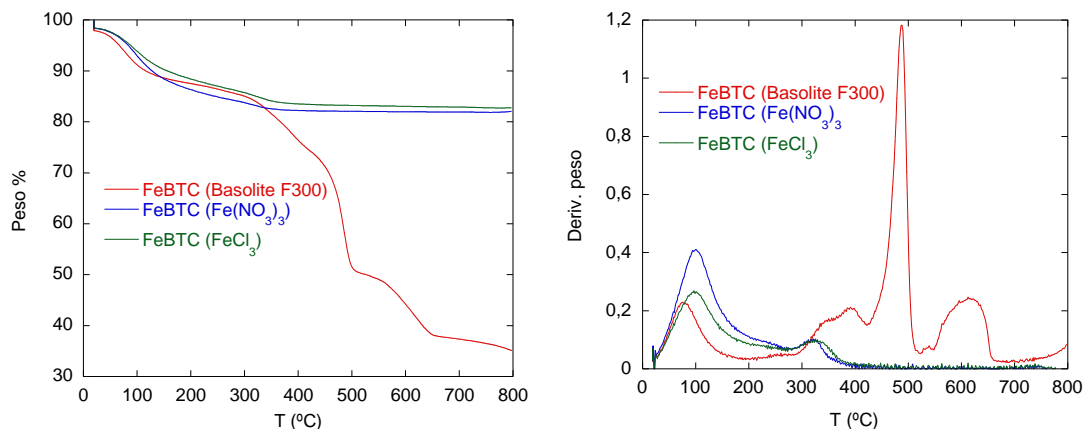 100
90
80
70
60
50
40
30
Peso %
FeBTC (Basolite F300)
FeBTC (Fe(NO₃)₃)
FeBTC (FeCl₃)
0 100 200 300 400 500 600 700 800
T (ºC)
1,2
1
0,8
0,6
0,4
0,2
0
Deriv. peso
FeBTC (Basolite F300)
FeBTC (Fe(NO₃)₃
FeBTC (FeCl₃)
0 100 200 300 400 500 600 700 800
T (ºC)